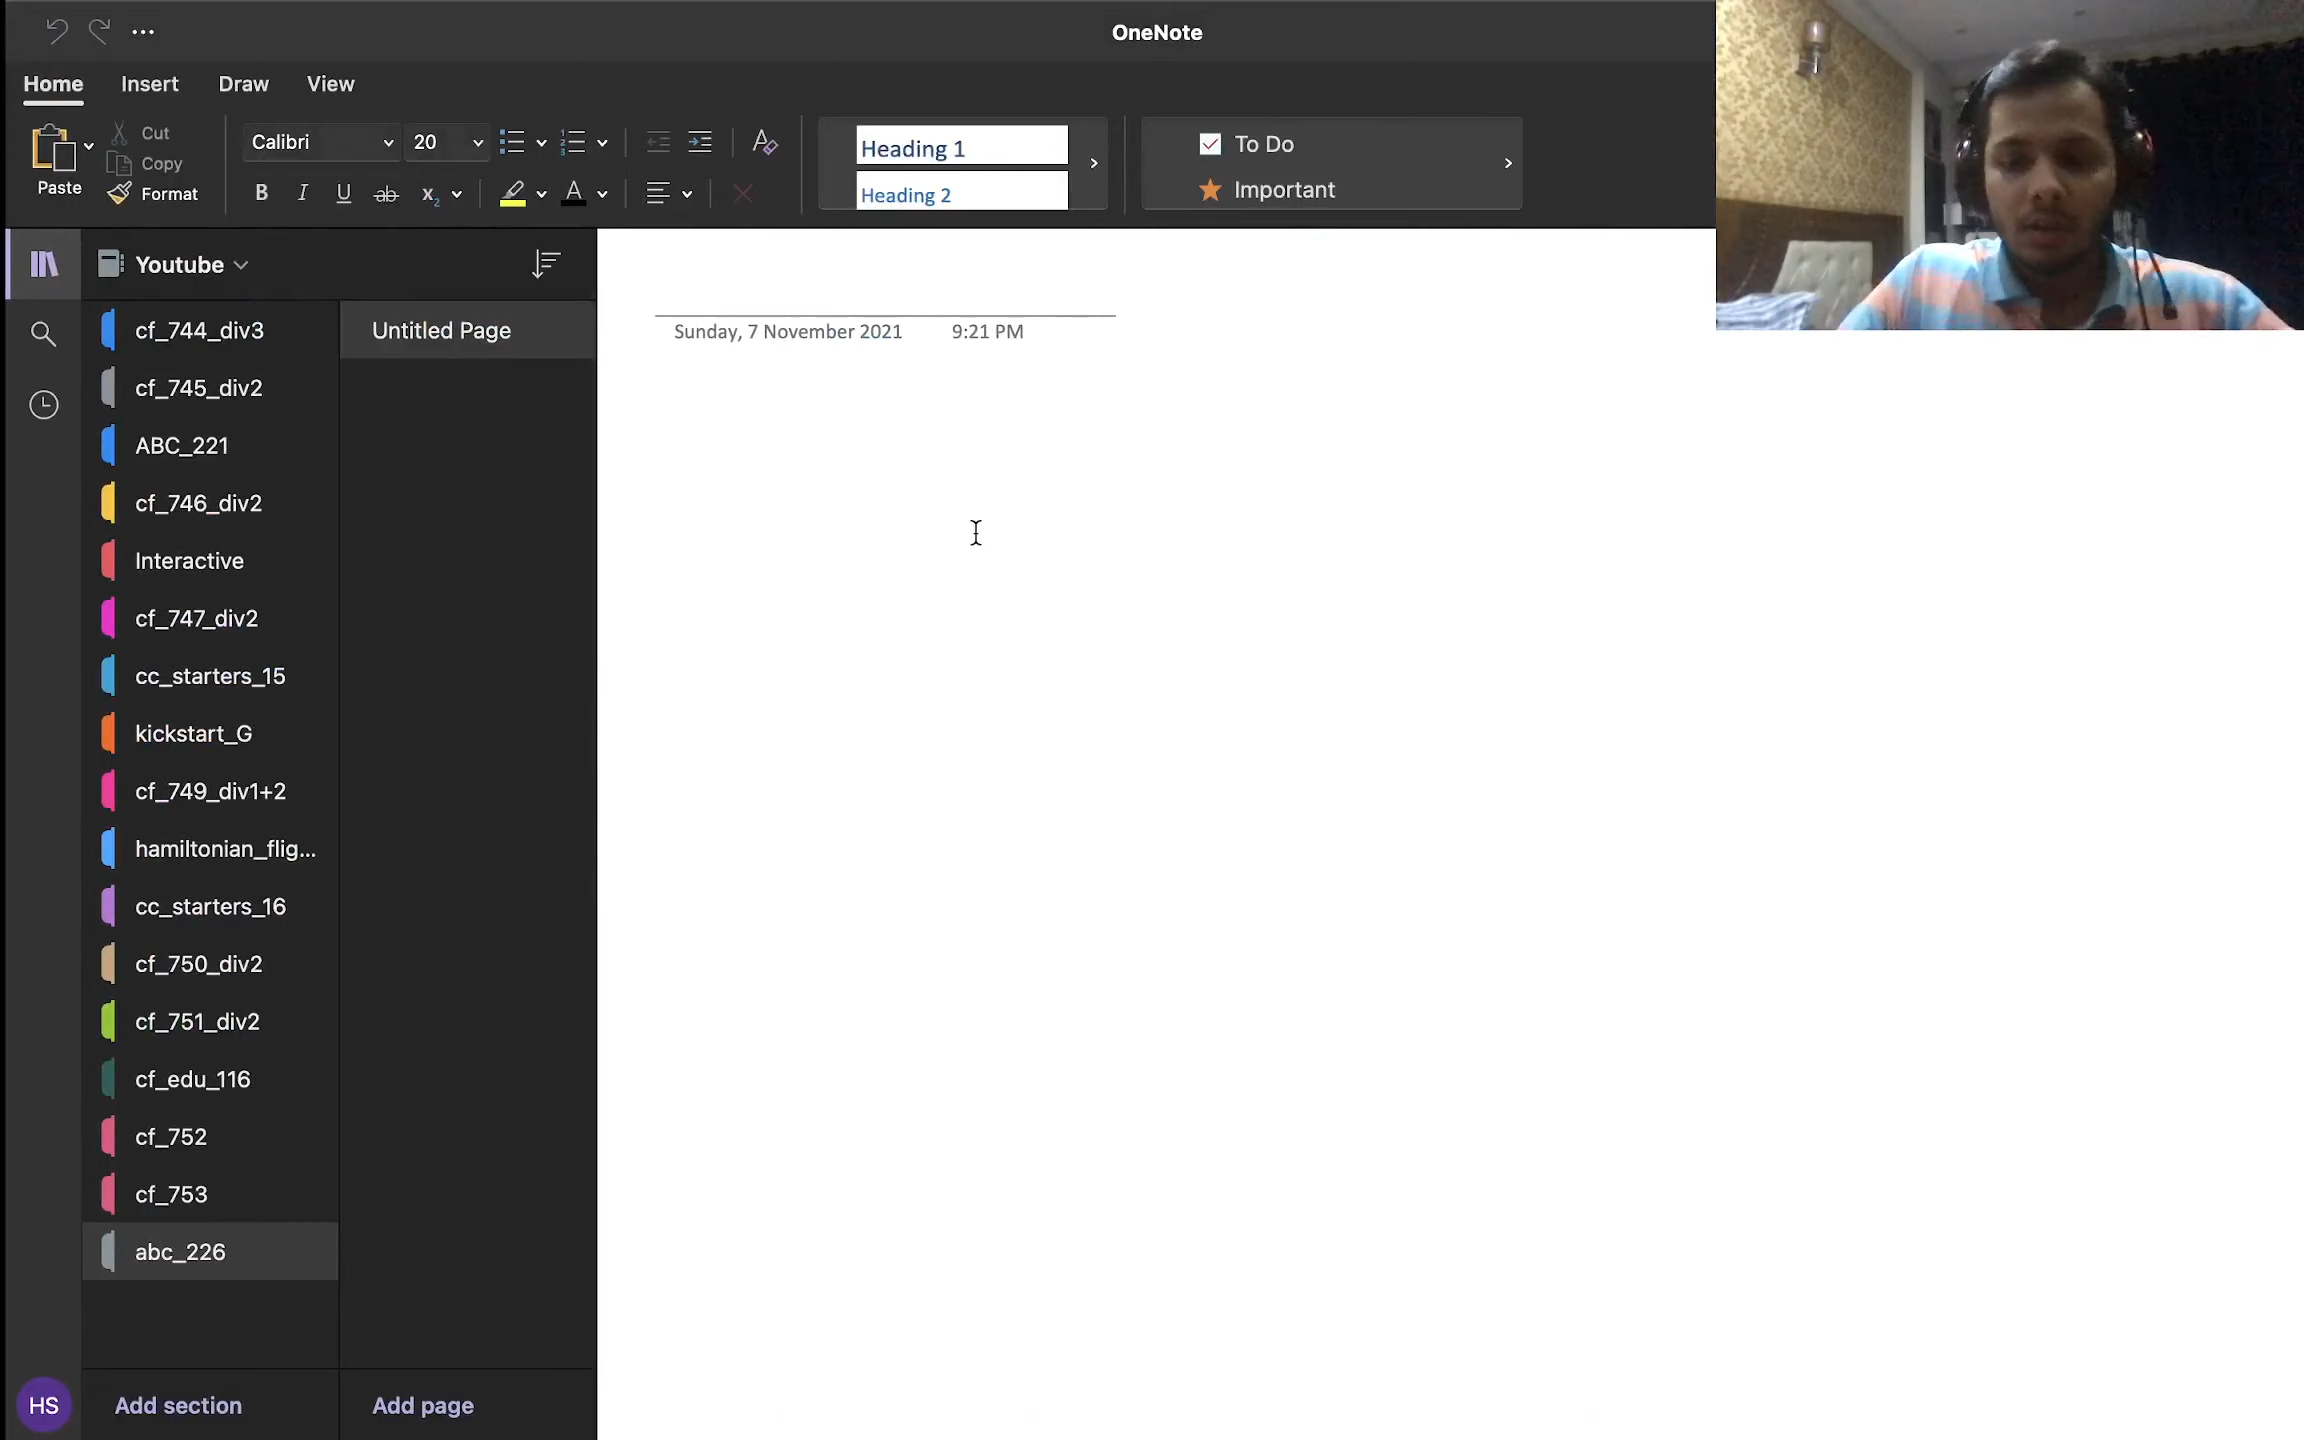 OneNote
Home Insert Draw View
Paste
Cut
Copy
Format
Calibri 20
B I U ab x2 A
Heading 1
Heading 2
To Do
Important
Youtube
cf_744_div3
cf_745_div2
ABC_221
cf_746_div2
Interactive
cf_747_div2
cc_starters_15
kickstart_G
cf_749_div1+2
hamiltonian_flig...
cc_starters_16
cf_750_div2
cf_751_div2
cf_edu_116
cf_752
cf_753
abc_226
Untitled Page
Sunday, 7 November 2021 9:21 PM
HS
Add section
Add page